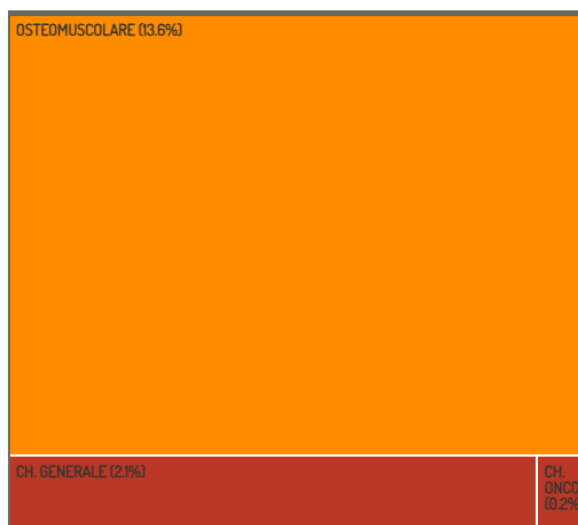 OSTEOMUSCOLARE (13.6%)
CH. GENERALE (2.1%)
CH.
ONCO
(0.2%